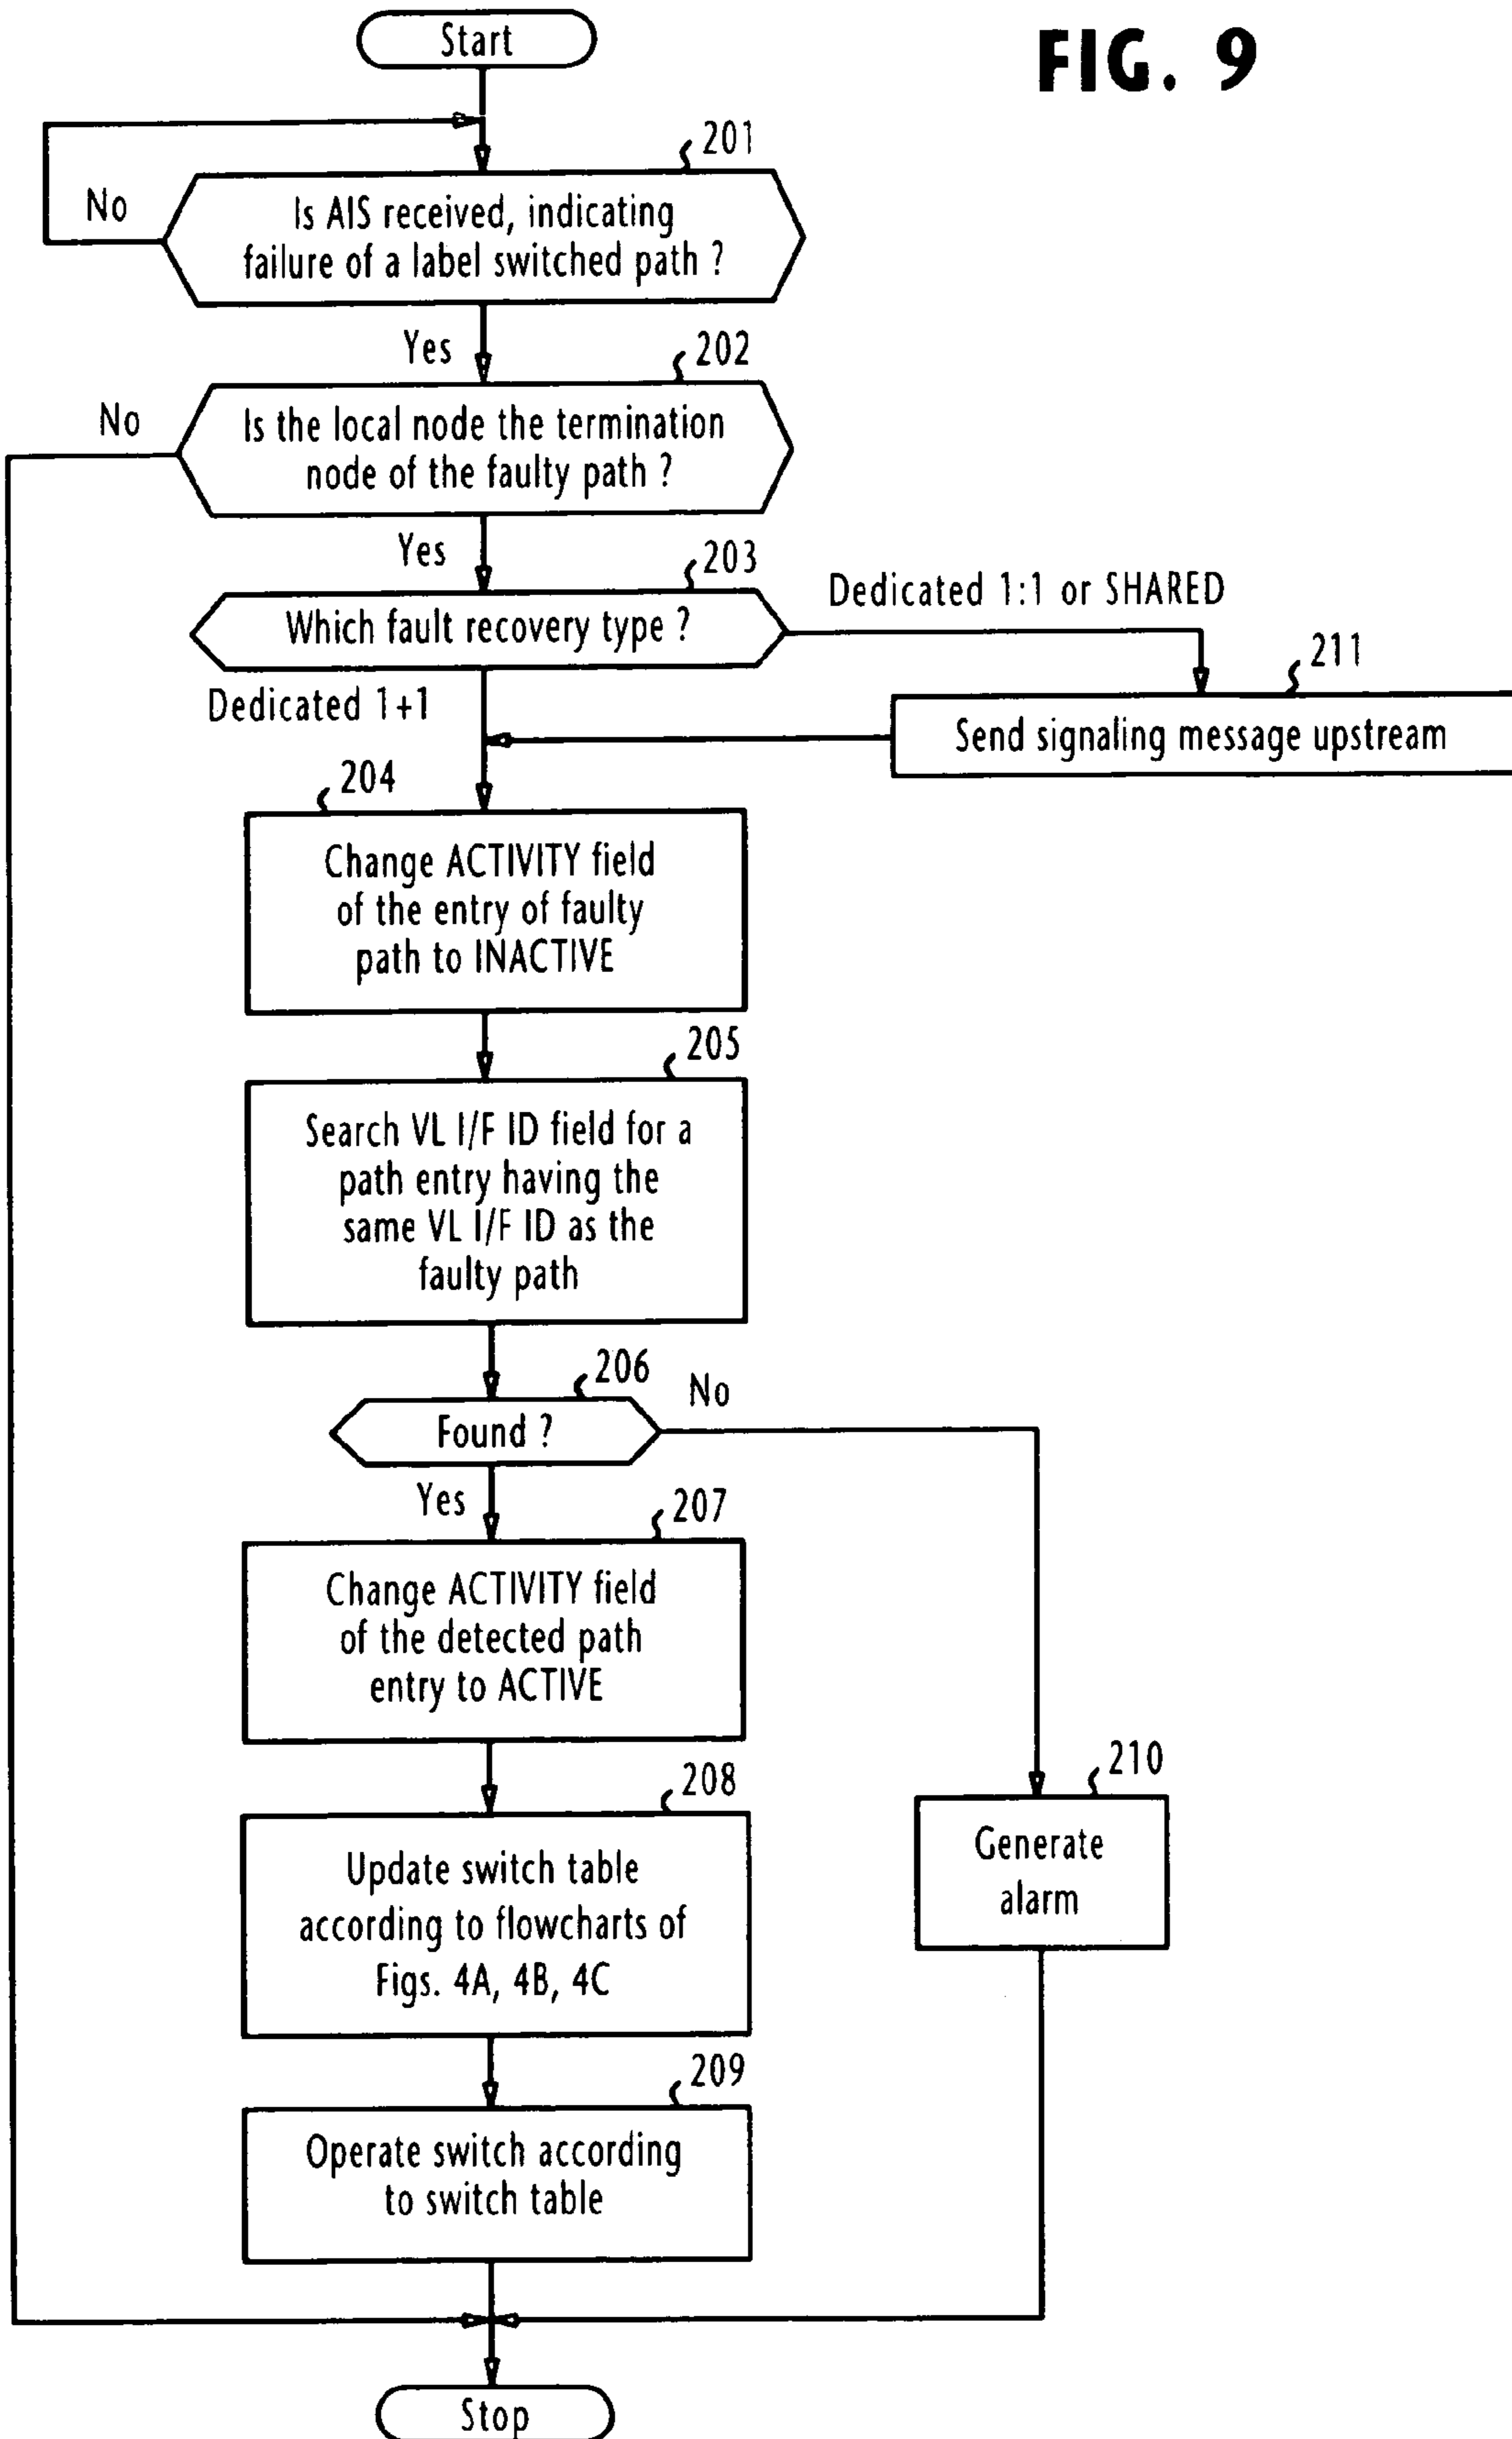 FIG. 9
Start
201
No
Is AIS received, indicating
failure of a label switched path ?
Yes
202
No
Is the local node the termination
node of the faulty path ?
Yes
203
Which fault recovery type ?
Dedicated 1:1 or SHARED
211
Send signaling message upstream
Dedicated 1+1
204
Change ACTIVITY field
of the entry of faulty
path to INACTIVE
205
Search VL I/F ID field for a
path entry having the
same VL I/F ID as the
faulty path
206
Found ?
No
Yes
207
Change ACTIVITY field
of the detected path
entry to ACTIVE
208
Update switch table
according to flowcharts of
Figs. 4A, 4B, 4C
210
Generate
alarm
209
Operate switch according
to switch table
Stop